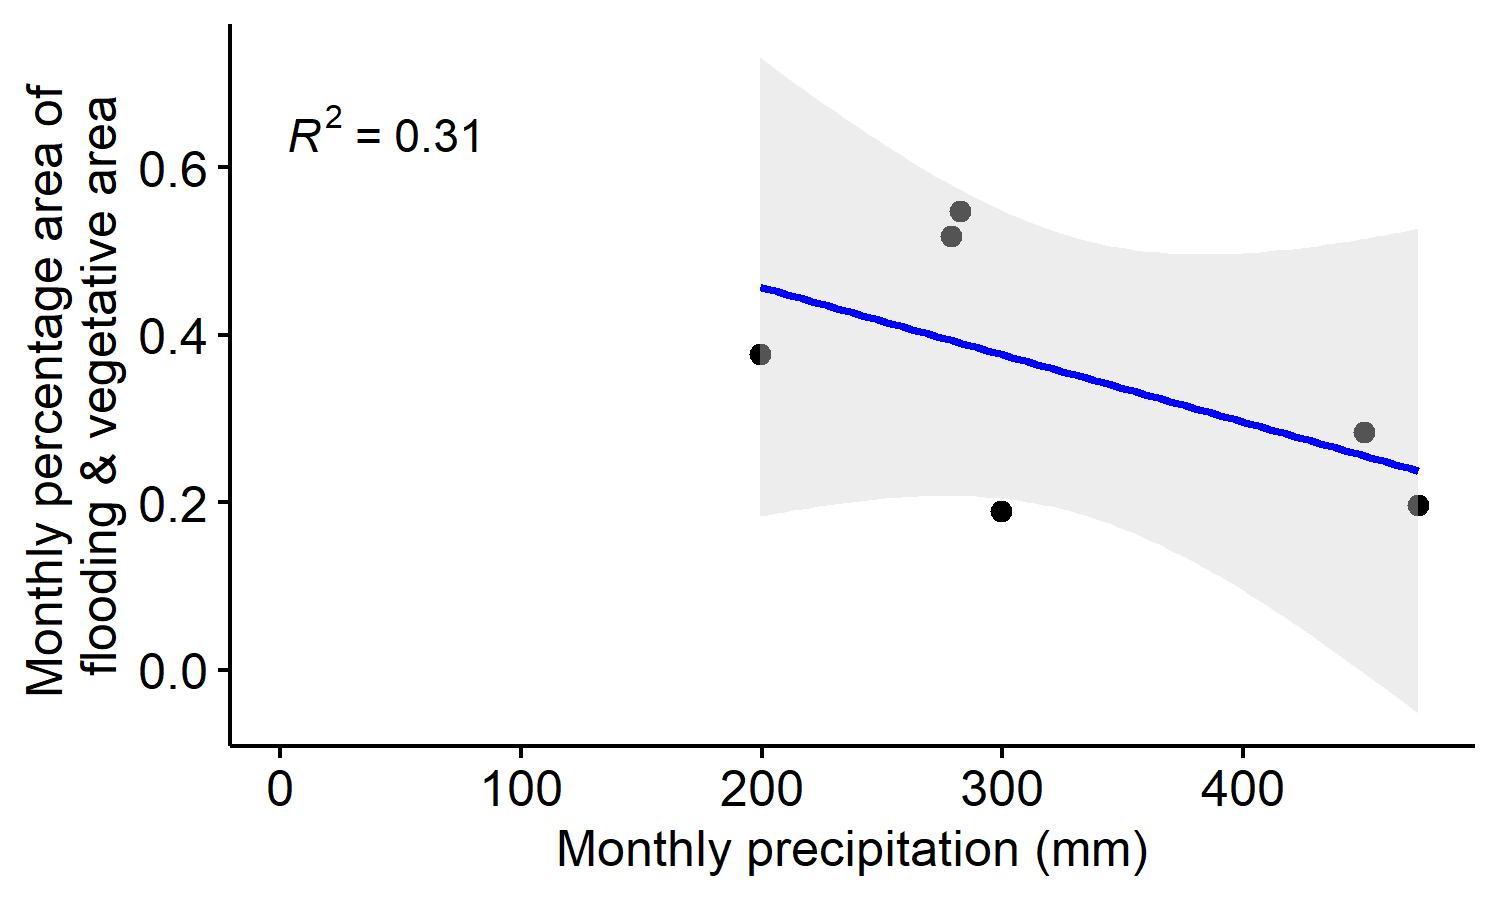 Monthly percentage area of
flooding & vegetative area
R² = 0.31
0.6
0.4
0.2
0.0
0 100 200 300 400
Monthly precipitation (mm)